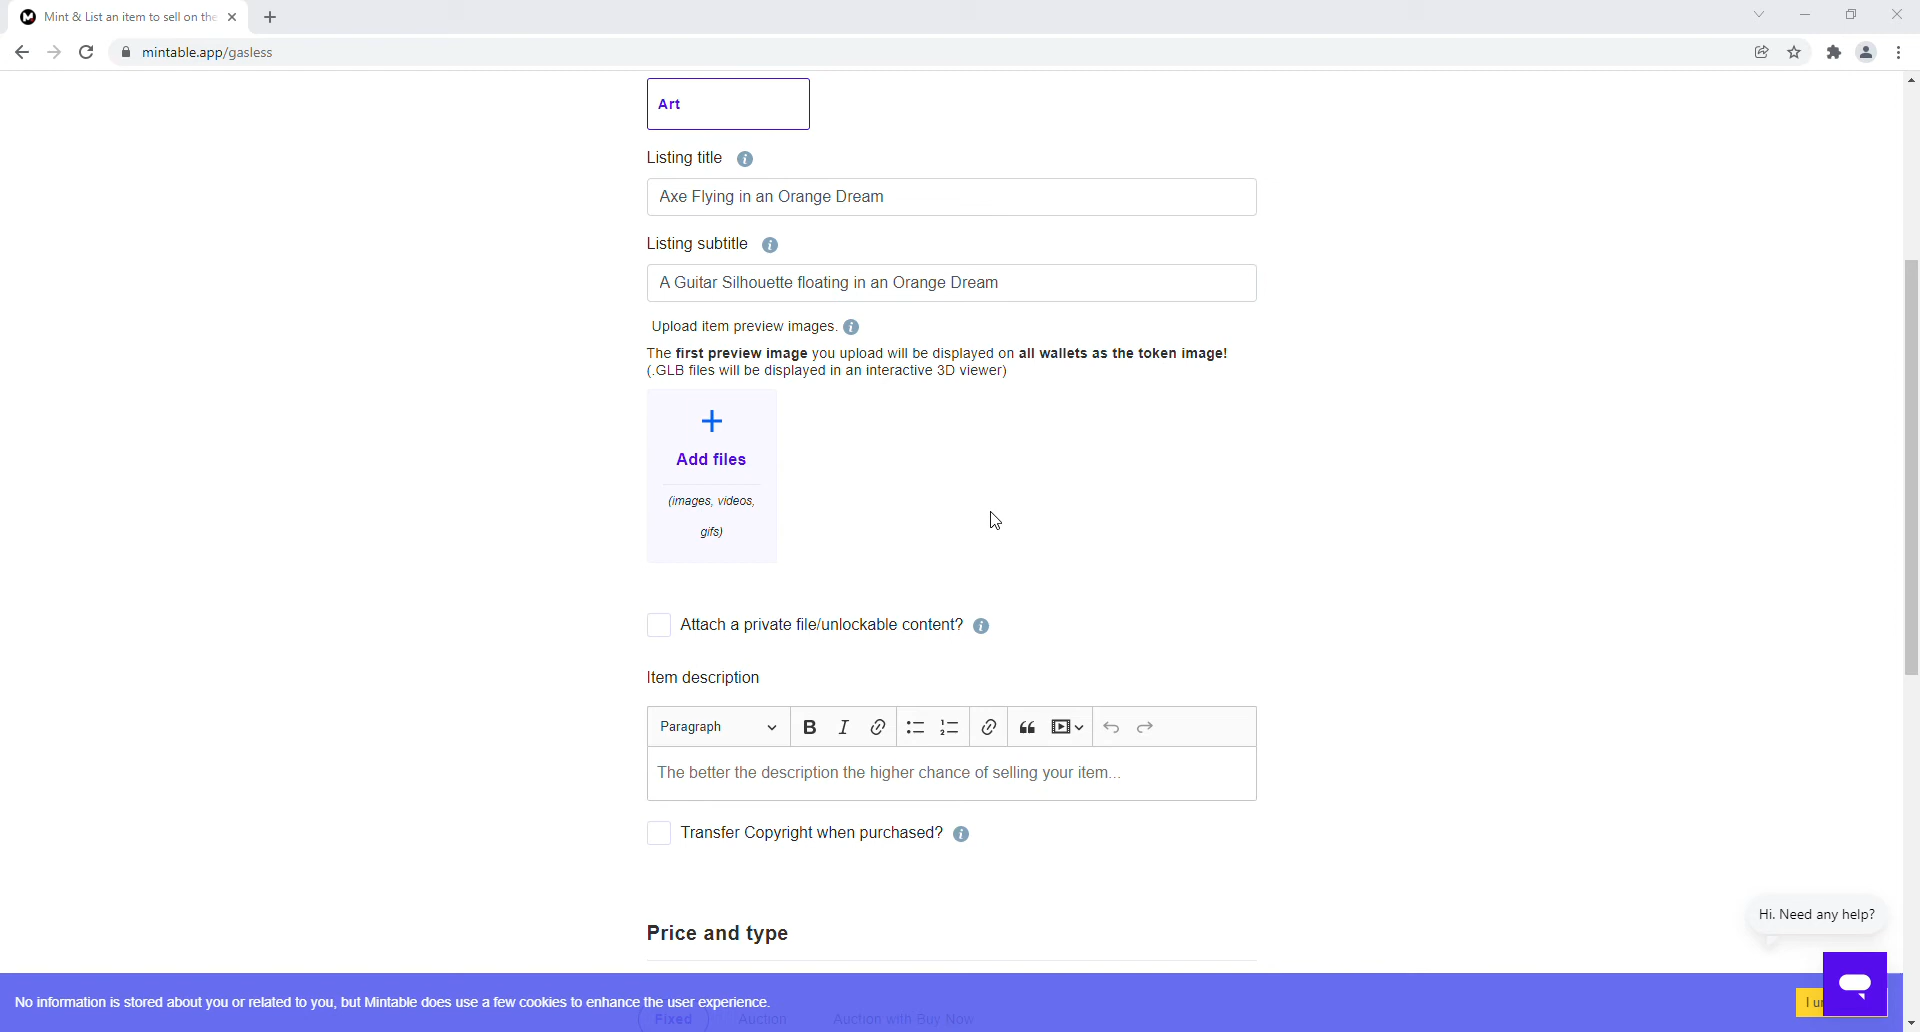 Mint & List an item to sell on the
mintable.app/gasless
Art
Listing title
Axe Flying in an Orange Dream
Listing subtitle
A Guitar Silhouette floating in an Orange Dream
Upload item preview images.
The first preview image you upload will be displayed on all wallets as the token image!
(.GLB files will be displayed in an interactive 3D viewer)
Add files
(images, videos,
gifs)
Attach a private file/unlockable content?
Item description
Paragraph
The better the description the higher chance of selling your item...
Transfer Copyright when purchased?
Price and type
Hi. Need any help?
No information is stored about you or related to you, but Mintable does use a few cookies to enhance the user experience.
Fixed Auction Auction with Buy Now